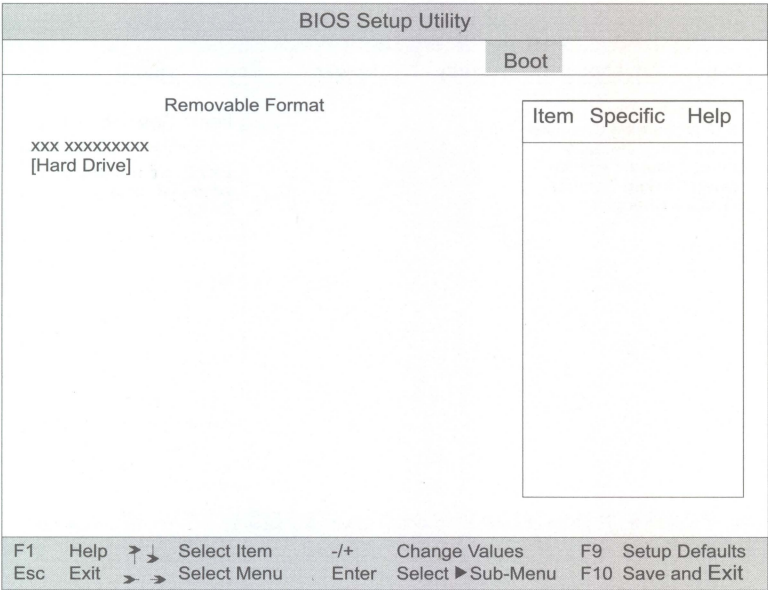 BIOS Setup Utility
Boot
Removable Format
xxx xxxxxxxxx
[Hard Drive]
Item Specific Help
F1 Help Select Item -/+ Change Values F9 Setup Defaults
Esc Exit Select Menu Enter Select ▶Sub-Menu F10 Save and Exit